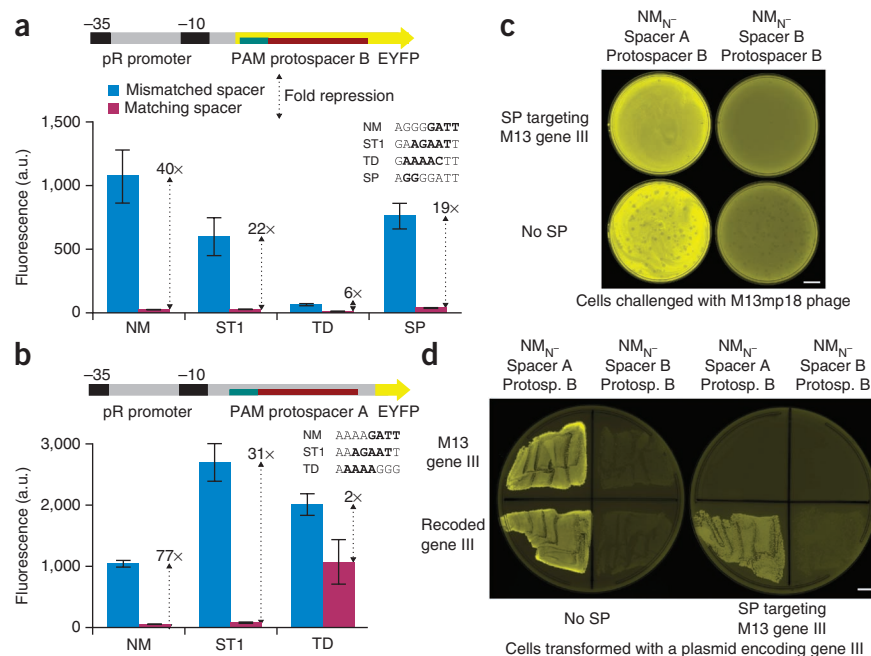 a
−35
−10
pR promoter
PAM protospacer B
EYFP
Mismatched spacer
Matching spacer
Fold repression
Fluorescence (a.u.)
1,500
1,000
500
0
NM AGGGGATT
ST1 GAAGAATT
TD GAAAACTT
SP AGGGGATT
40×
22×
6×
19×
NM
ST1
TD
SP
b
−35
−10
pR promoter
PAM protospacer A
EYFP
Fluorescence (a.u.)
3,000
2,000
1,000
0
NM AAAAGATT
ST1 AAAGAATT
TD AAAAAGGG
77×
31×
2×
NM
ST1
TD
c
NMN− NMN−
Spacer A Spacer B
Protospacer B Protospacer B
SP targeting
M13 gene III
No SP
Cells challenged with M13mp18 phage
d
NMN− NMN− NMN− NMN−
Spacer A Spacer B Spacer A Spacer B
Protosp. B Protosp. B Protosp. B Protosp. B
M13
gene III
Recoded
gene III
No SP
SP targeting
M13 gene III
Cells transformed with a plasmid encoding gene III